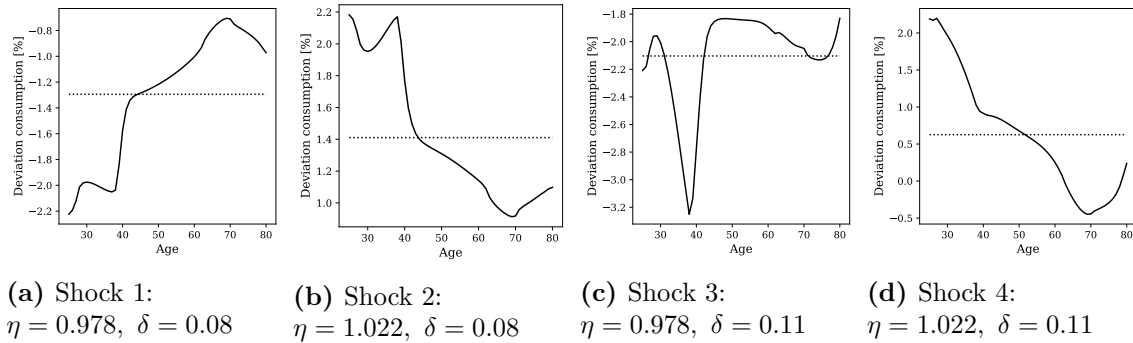 Deviation consumption [%]
−0.8
−1.0
−1.2
−1.4
−1.6
−1.8
−2.0
−2.2
30 40 50 60 70 80
Age
Deviation consumption [%]
2.2
2.0
1.8
1.6
1.4
1.2
1.0
30 40 50 60 70 80
Age
Deviation consumption [%]
−1.8
−2.0
−2.2
−2.4
−2.6
−2.8
−3.0
−3.2
30 40 50 60 70 80
Age
Deviation consumption [%]
2.0
1.5
1.0
0.5
0.0
−0.5
30 40 50 60 70 80
Age
(a) Shock 1:
η = 0.978, δ = 0.08
(b) Shock 2:
η = 1.022, δ = 0.08
(c) Shock 3:
η = 0.978, δ = 0.11
(d) Shock 4:
η = 1.022, δ = 0.11